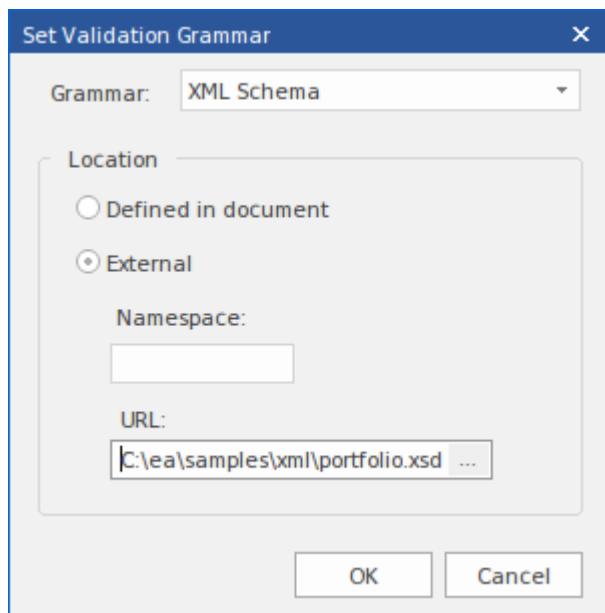 Set Validation Grammar
Grammar: XML Schema
Location
Defined in document
External
Namespace:
URL:
C:\ea\samples\xml\portfolio.xsd ...
OK Cancel